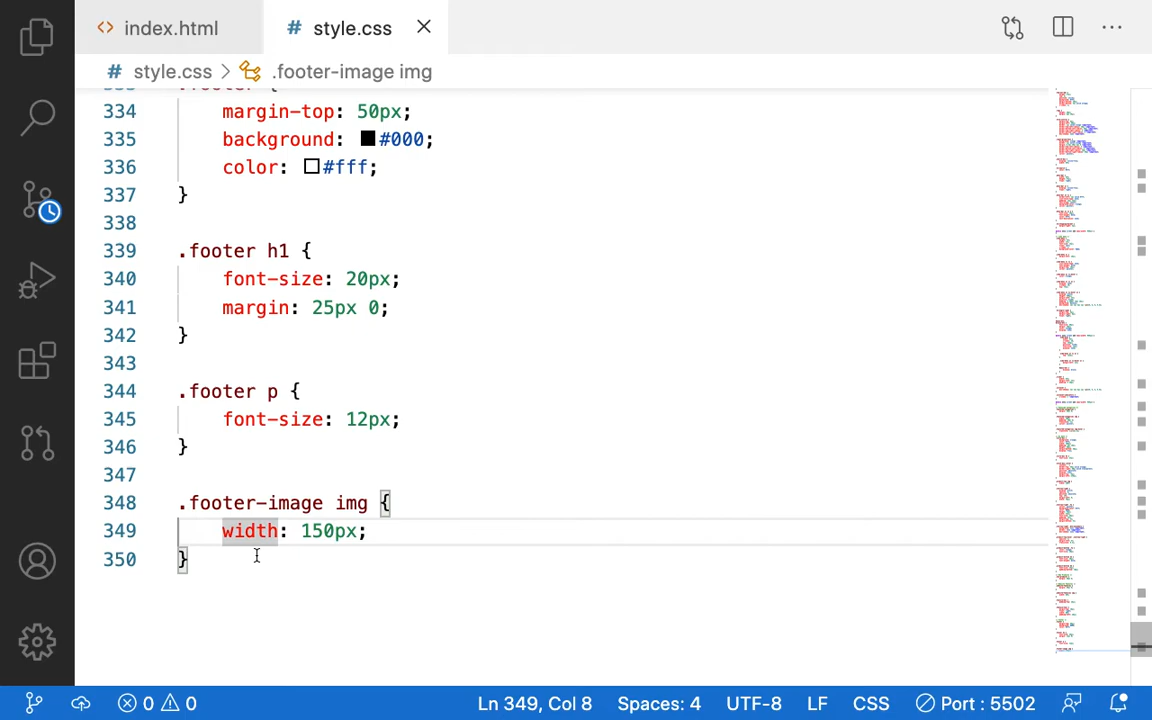 index.html
style.css
style.css > .footer-image img
333 .footer {
334 margin-top: 50px;
335 background: #000;
336 color: #fff;
337 }
338
339 .footer h1 {
340 font-size: 20px;
341 margin: 25px 0;
342 }
343
344 .footer p {
345 font-size: 12px;
346 }
347
348 .footer-image img {
349 width: 150px;
350 }
0 0 Ln 349, Col 8 Spaces: 4 UTF-8 LF CSS Port : 5502